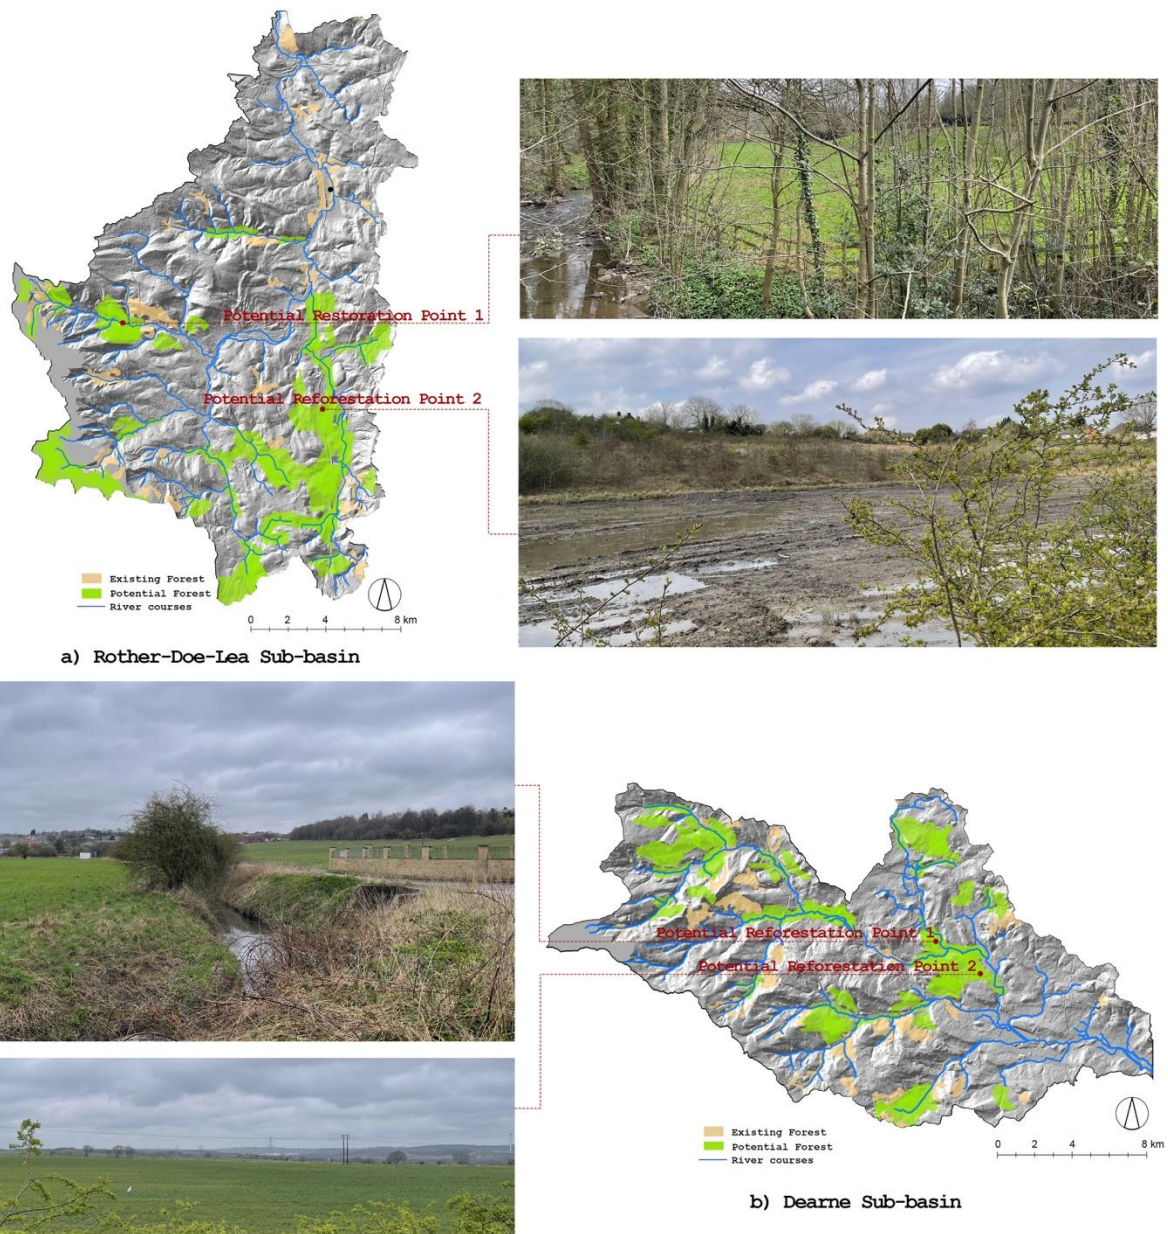 Potential Restoration Point 1
Potential Reforestation Point 2
Existing Forest
Potential Forest
River courses
0 2 4 8 km
a) Rother-Doe-Lea Sub-basin
Potential Reforestation Point 1
Potential Reforestation Point 2
Existing Forest
Potential Forest
River courses
0 2 4 8 km
b) Dearne Sub-basin